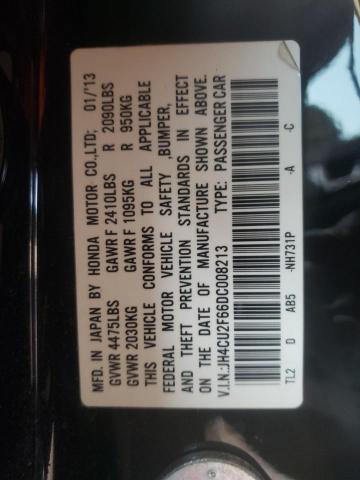 MFD. IN JAPAN BY HONDA MOTOR CO.,LTD; 01/'13
GVWR 4475LBS GAWR F 2410LBS R 2090LBS
GVWR 2030KG GAWR F 1095KG R 950KG
THIS VEHICLE CONFORMS TO ALL APPLICABLE
FEDERAL MOTOR VEHICLE SAFETY ,BUMPER,
AND THEFT PREVENTION STANDARDS IN EFFECT
ON THE DATE OF MANUFACTURE SHOWN ABOVE.
V.I.N.:JH4CU2F66DC008213 TYPE: PASSENGER CAR
TL2 D AB5 -NH731P -A -C